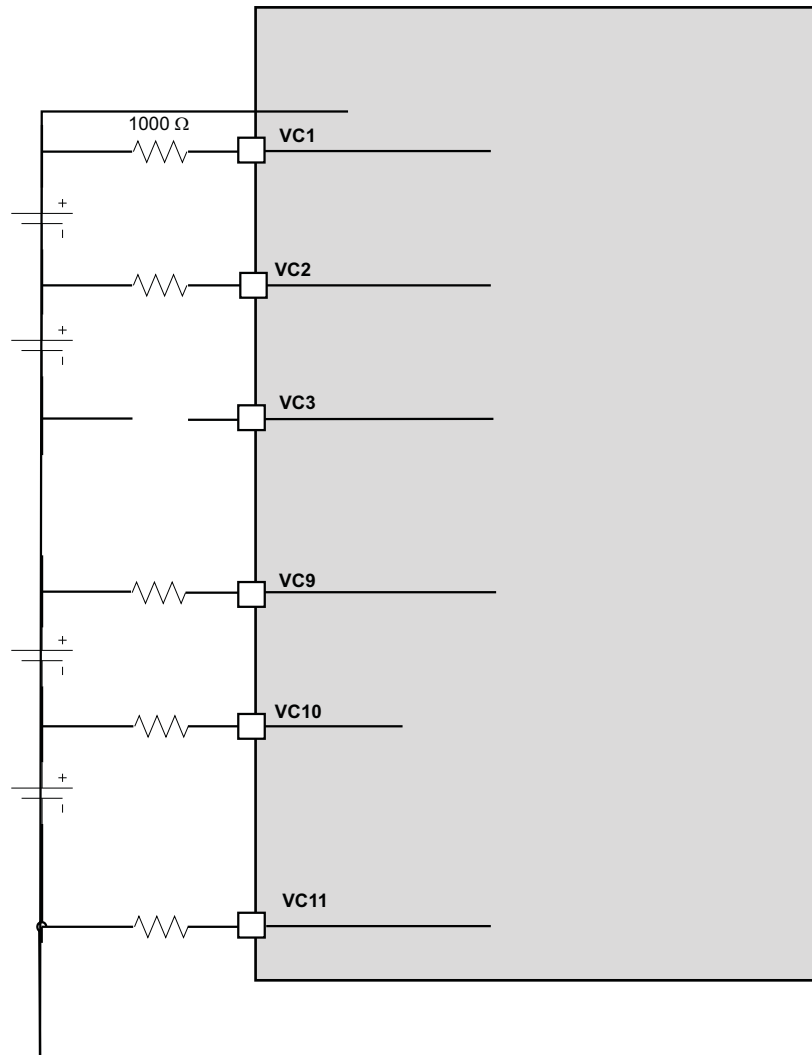 1000 Ω
VC1
+
VC2
+
VC3
VC9
+
VC10
+
VC11